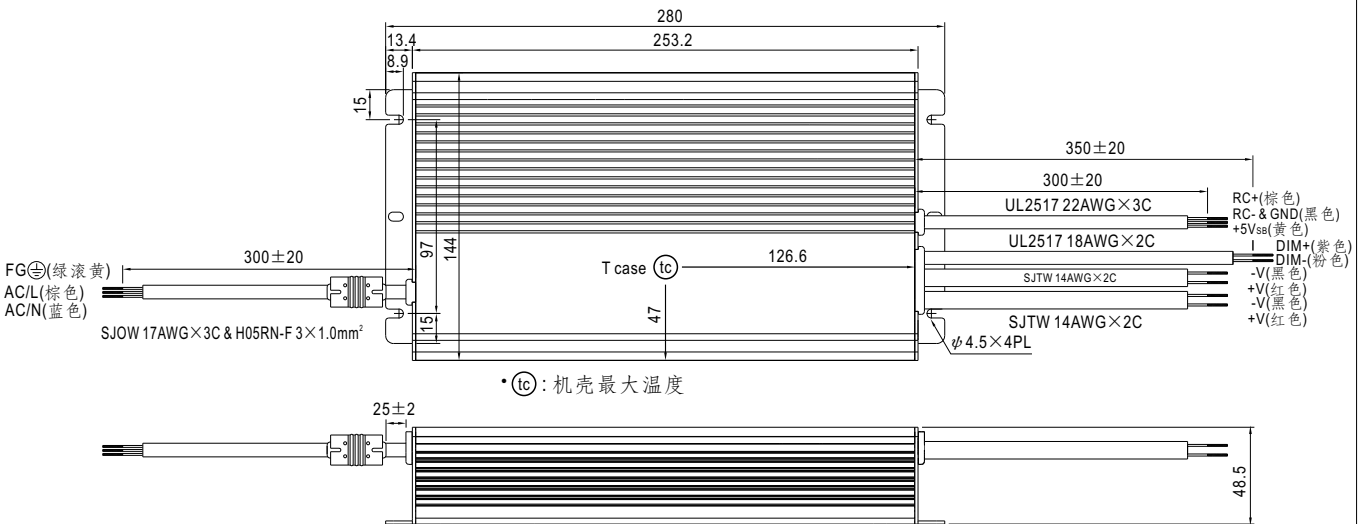 280
13.4
253.2
8.9
15
350±20
300±20
RC+(棕色)
UL2517 22AWG×3C
RC- & GND(黑色)
+5VSB(黄色)
UL2517 18AWG×2C
DIM+(紫色)
DIM-(粉色)
FG(绿滚黄)
300±20
97
144
T case tc
126.6
SJTW 14AWG×2C
-V(黑色)
+V(红色)
AC/L(棕色)
AC/N(蓝色)
-V(黑色)
+V(红色)
SJOW 17AWG×3C & H05RN-F 3×1.0mm²
15
47
SJTW 14AWG×2C
ψ4.5×4PL
•tc:机壳最大温度
25±2
48.5